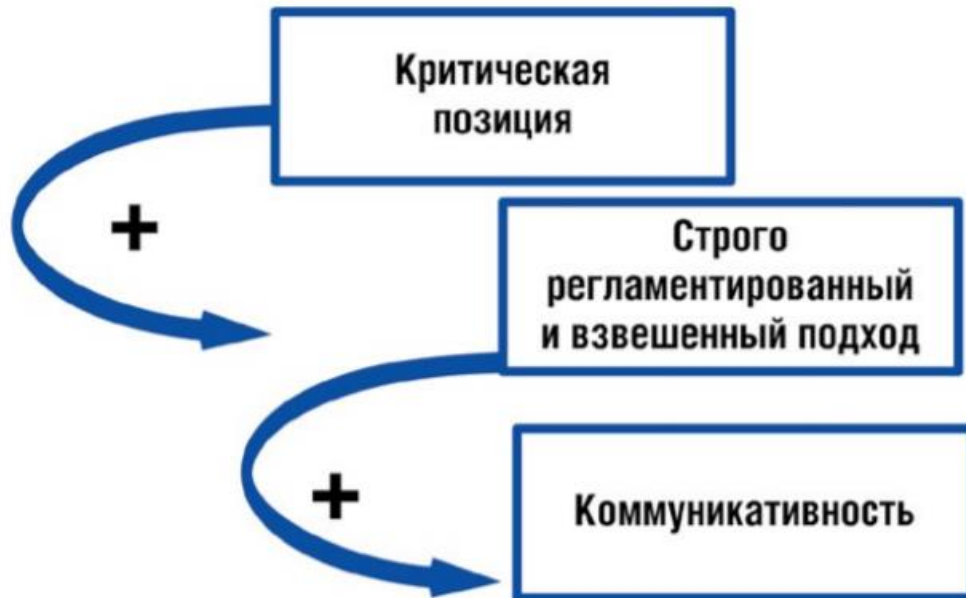 Критическая
позиция
+
Строго
регламентированный
и взвешенный подход
+
Коммуникативность